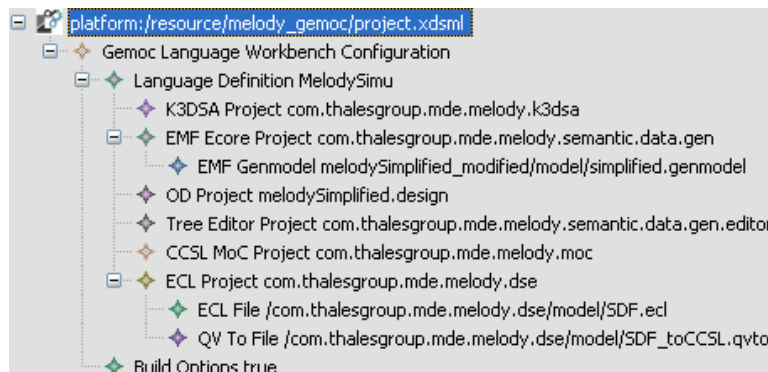 platform:/resource/melody_gemoc/project.xdsml
Gemoc Language Workbench Configuration
Language Definition MelodySimu
K3DSA Project com.thalesgroup.mde.melody.k3dsa
EMF Ecore Project com.thalesgroup.mde.melody.semantic.data.gen
EMF Genmodel melodySimplified_modified/model/simplified.genmodel
OD Project melodySimplified.design
Tree Editor Project com.thalesgroup.mde.melody.semantic.data.gen.editor
CCSL MoC Project com.thalesgroup.mde.melody.moc
ECL Project com.thalesgroup.mde.melody.dse
ECL File /com.thalesgroup.mde.melody.dse/model/SDF.ecl
QV To File /com.thalesgroup.mde.melody.dse/model/SDF_toCCSL.qvto
Build Options true